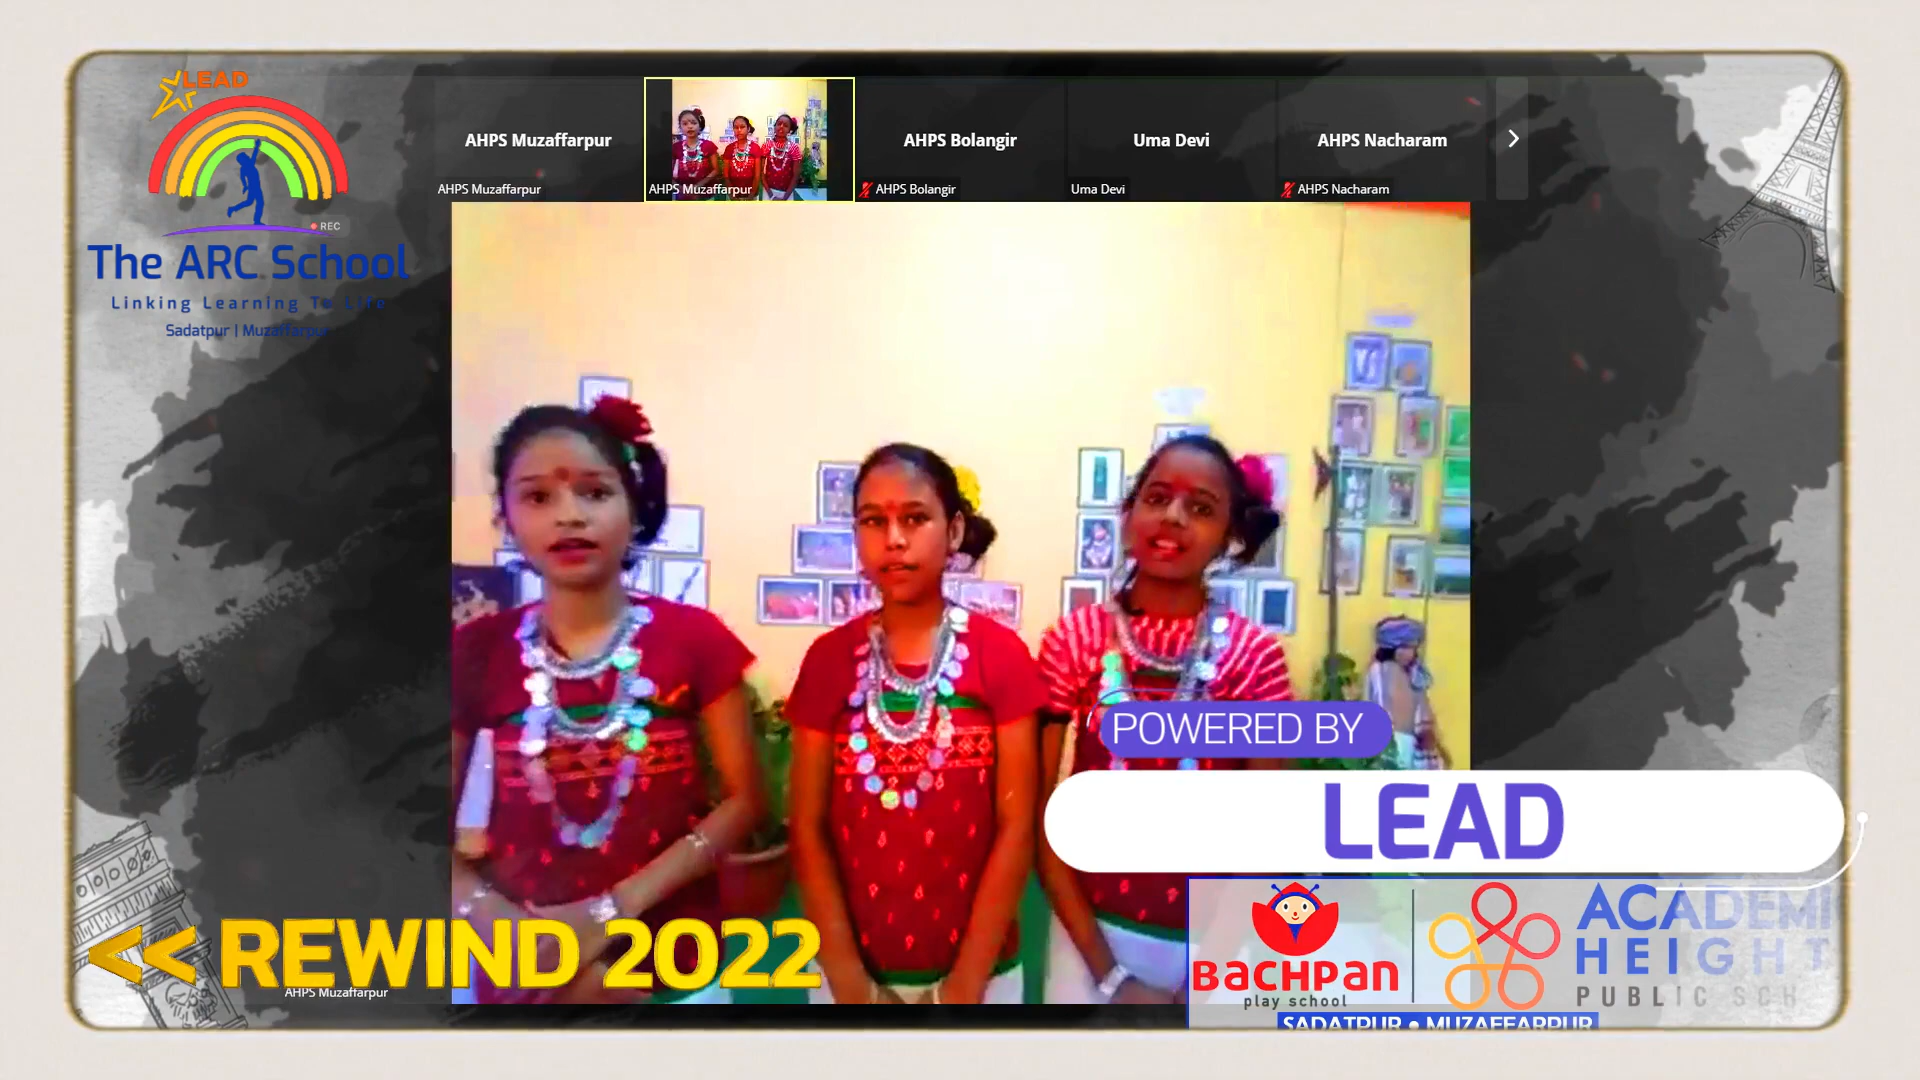 LEAD
REC
The ARC School
Linking Learning To Life
Sadatpur | Muzaffarpur
AHPS Muzaffarpur
AHPS Muzaffarpur
AHPS Muzaffarpur
AHPS Bolangir
AHPS Bolangir
Uma Devi
Uma Devi
AHPS Nacharam
AHPS Nacharam
POWERED BY
LEAD
<< REWIND 2022
AHPS Muzaffarpur
BACHPan
play school
ACADEMI
HEIGHT
PUBLIC SCH
SADATPUR • MUZAFFARPUR